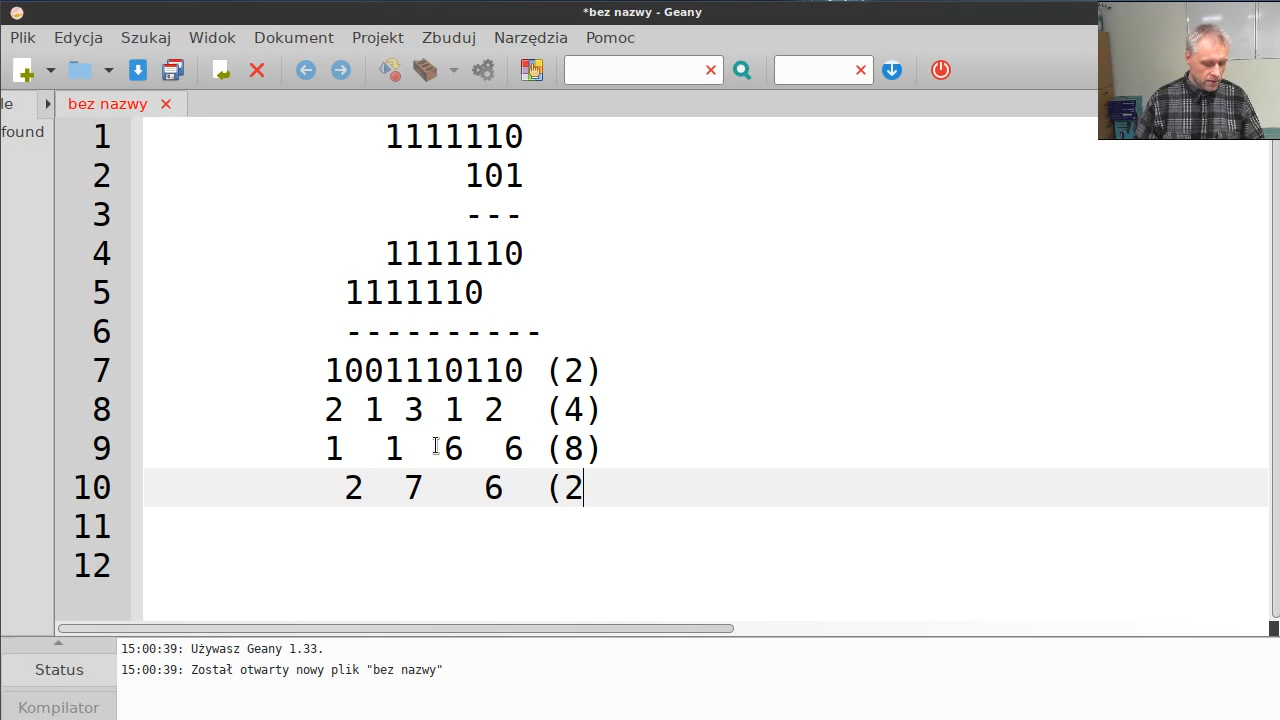 *bez nazwy - Geany
Plik Edycja Szukaj Widok Dokument Projekt Zbuduj Narzędzia Pomoc
le bez nazwy
found
1 1111110
2 101
3 ---
4 1111110
5 1111110
6 ----------
7 1001110110 (2)
8 2 1 3 1 2 (4)
9 1 1 6 6 (8)
10 2 7 6 (2
11
12
15:00:39: Używasz Geany 1.33.
Status 15:00:39: Został otwarty nowy plik "bez nazwy"
Kompilator